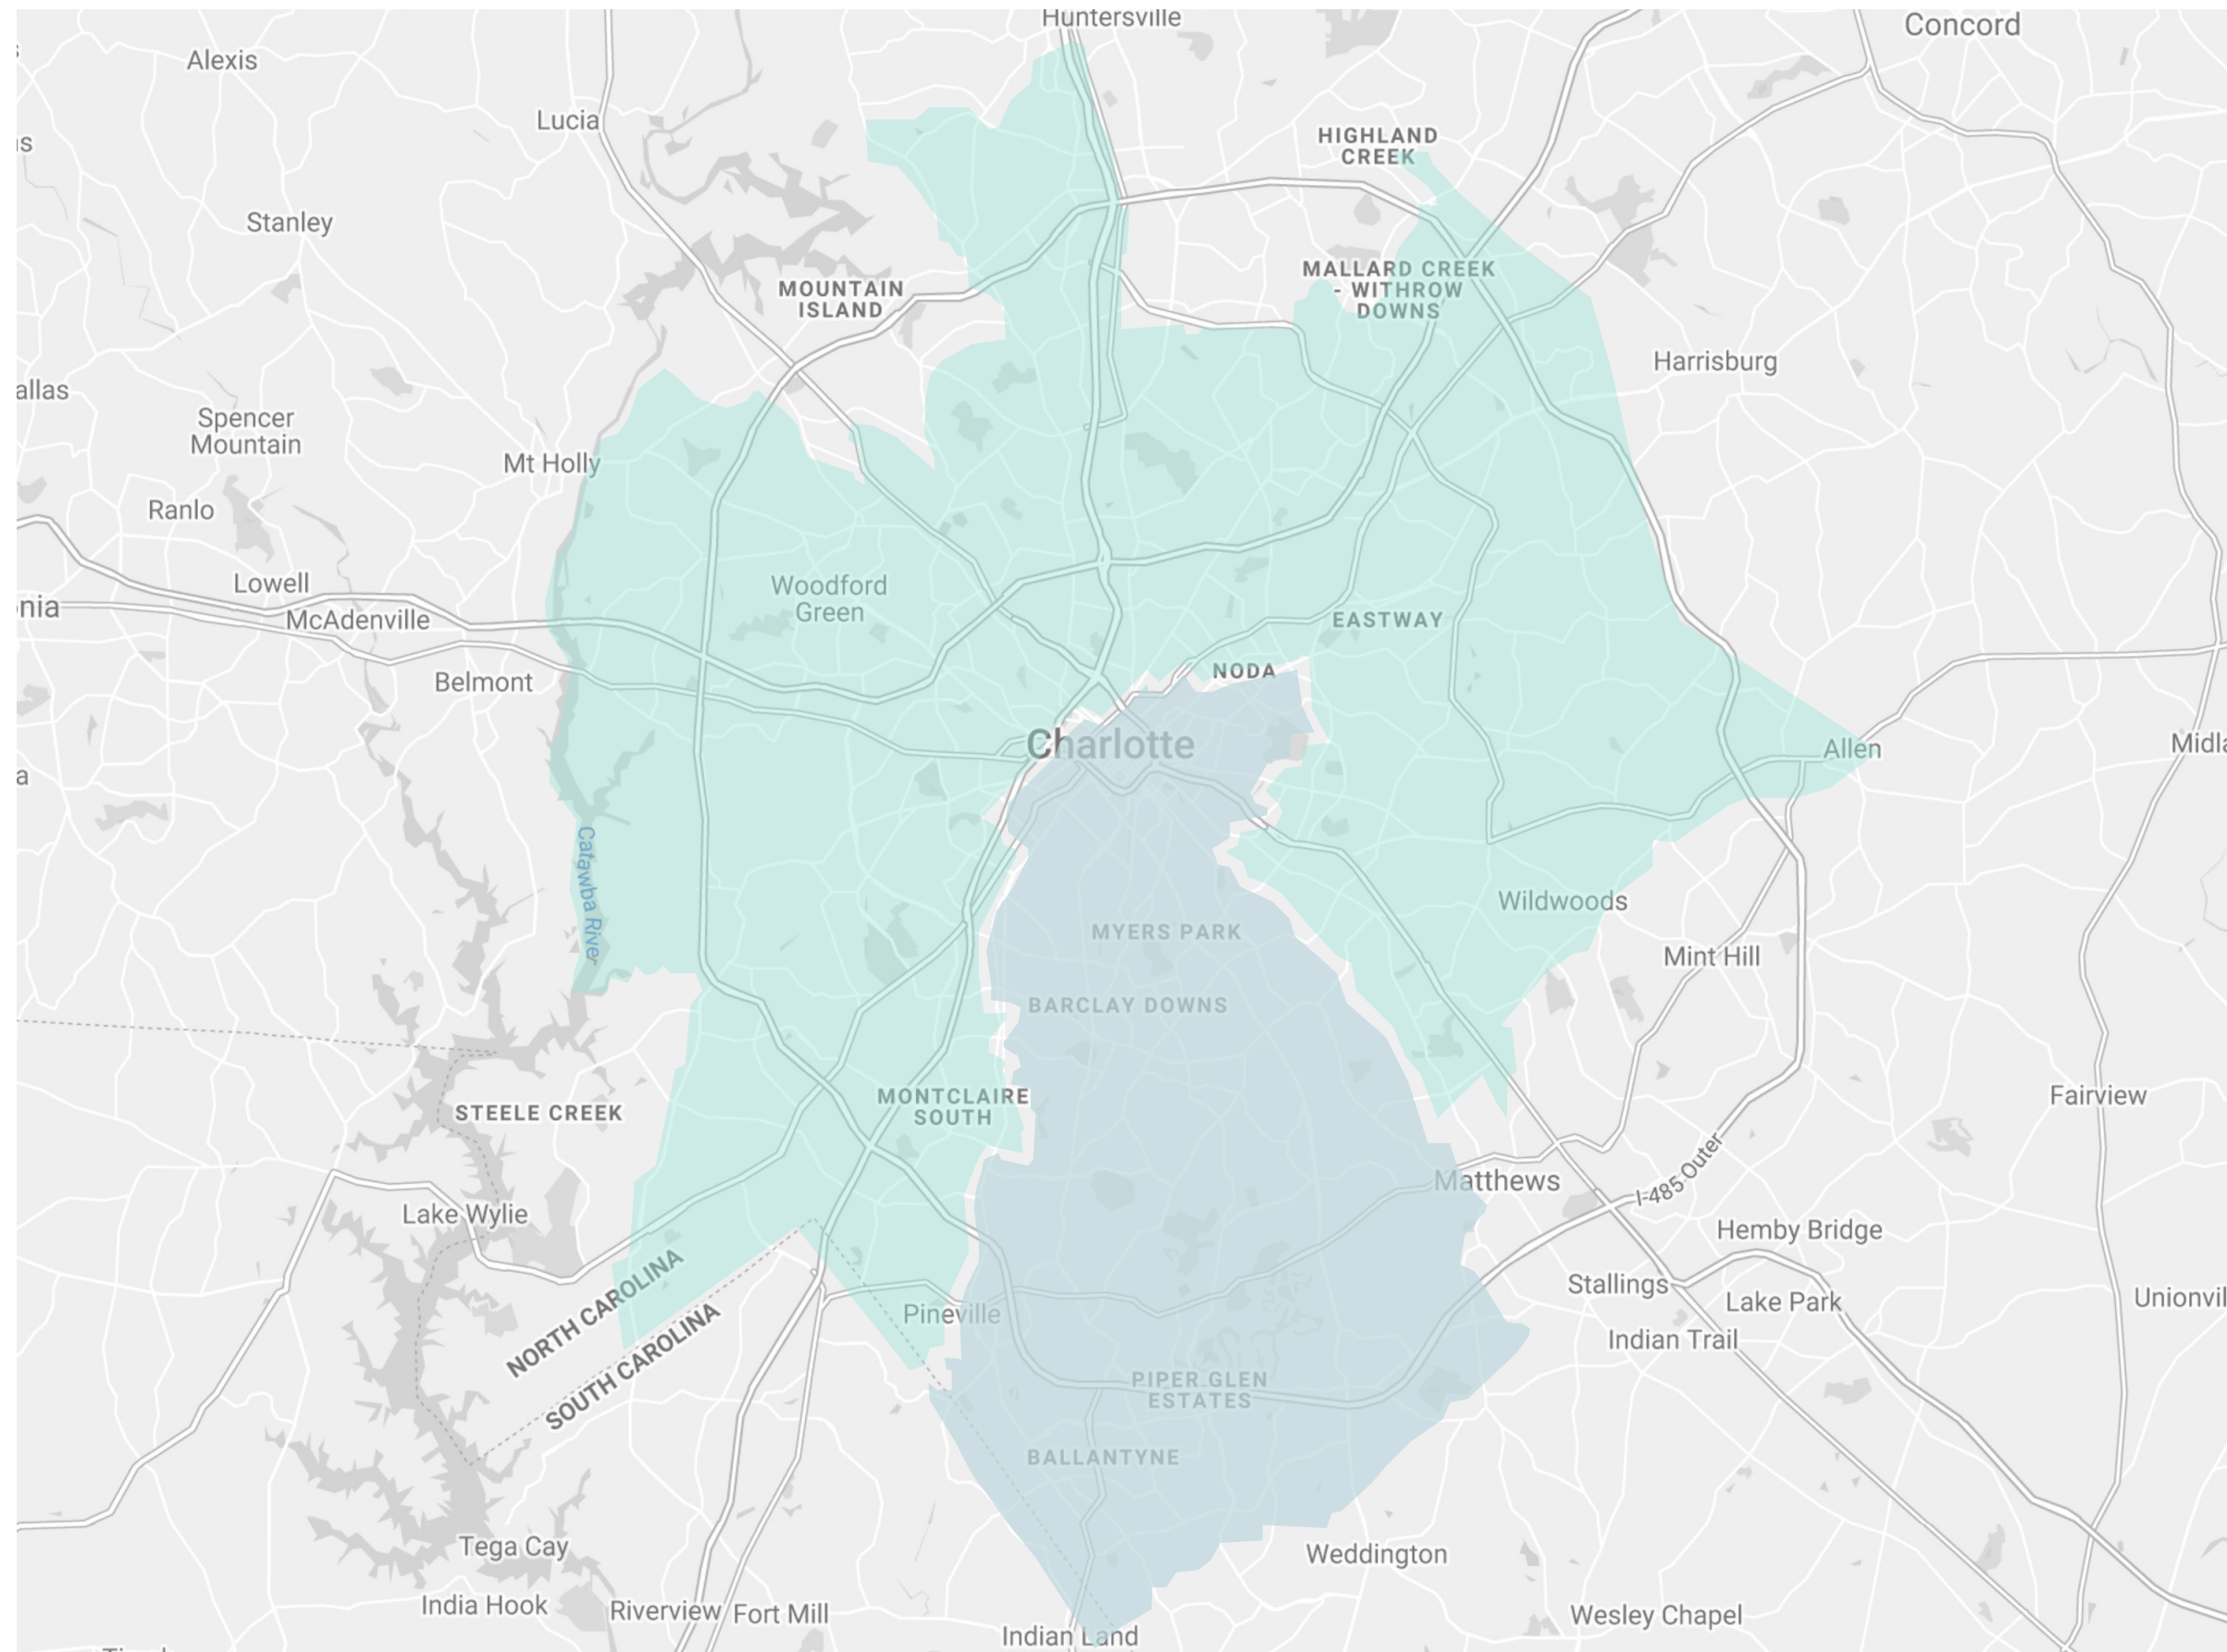 Huntersville
Concord
Alexis
Lucia
HIGHLAND
CREEK
Stanley
MOUNTAIN
ISLAND
MALLARD CREEK
- WITHROW
DOWNS
Harrisburg
allas
Spencer
Mountain
Mt Holly
Ranlo
Woodford
Green
Lowell
nia
McAdenville
EASTWAY
NODA
Belmont
Charlotte
Allen
Midla
a
Catawba River
Wildwoods
MYERS PARK
Mint Hill
BARCLAY DOWNS
MONTCLAIRE
SOUTH
Fairview
STEELE CREEK
I-485 Outer
Matthews
Lake Wylie
Hemby Bridge
Stallings
NORTH CAROLINA
SOUTH CAROLINA
Pineville
Lake Park
Unionvil
Indian Trail
PIPER GLEN
ESTATES
BALLANTYNE
Tega Cay
Weddington
India Hook
Riverview
Fort Mill
Wesley Chapel
Indian Land